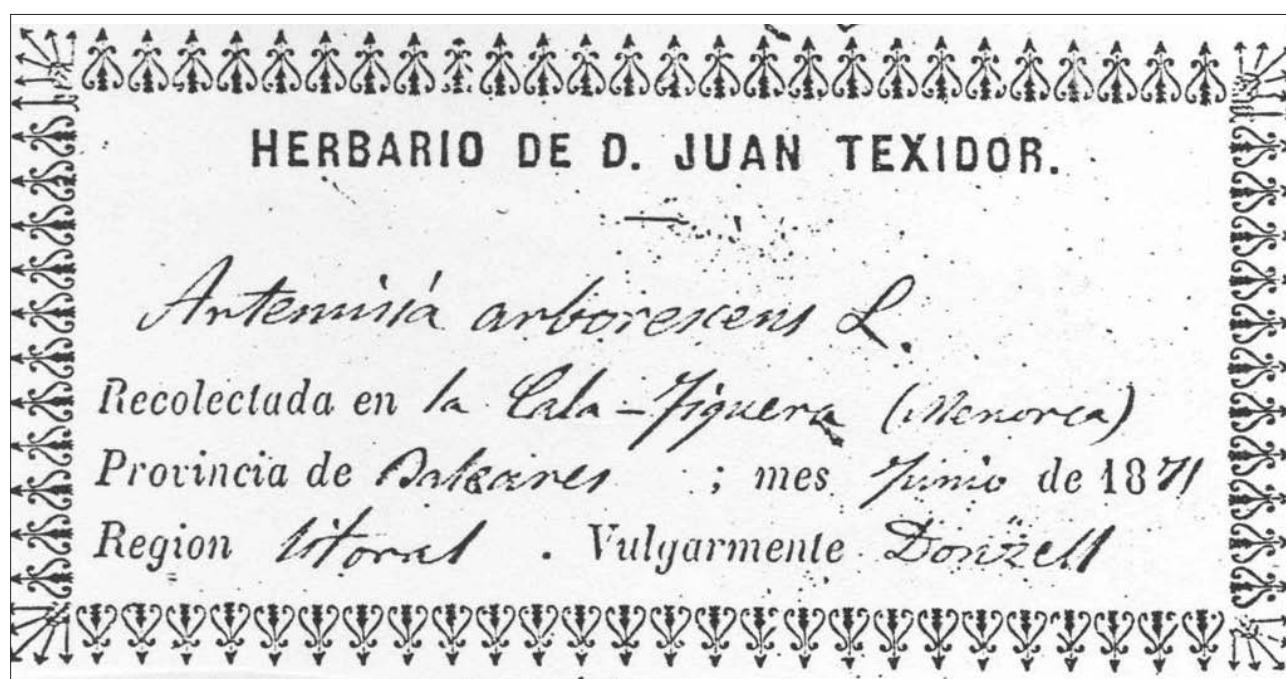 HERBARIO DE D. JUAN TEXIDOR.
Artemisia arborescens L.
Recolectada en la Cala-Figuera (Menorca)
Provincia de Baleares ; mes Junio de 1871
Region litoral . Vulgarmente Donzell